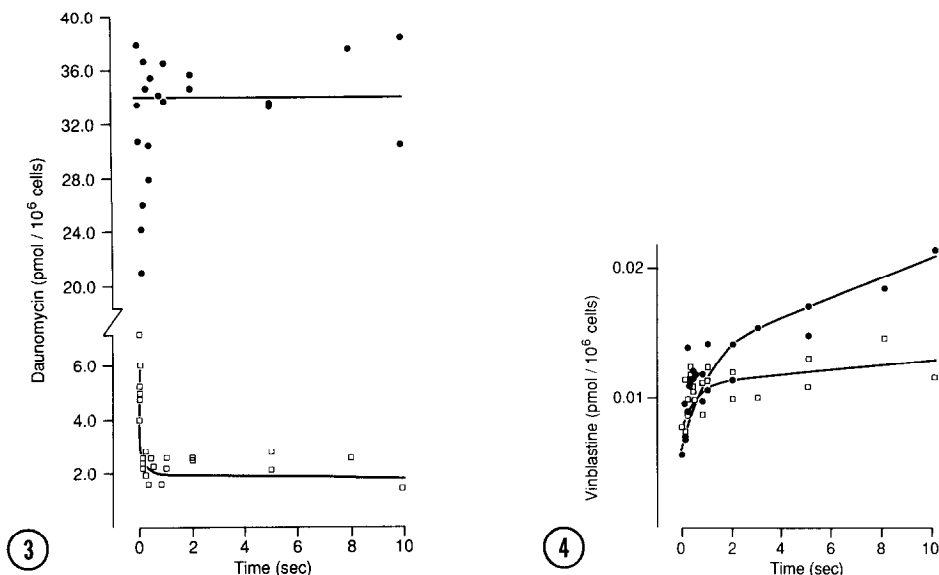 40.0
36.0
32.0
28.0
24.0
20.0
6.0
4.0
2.0
Daunomycin (pmol / 10⁶ cells)
0 2 4 6 8 10
Time (sec)
3
0.02
0.01
Vinblastine (pmol / 10⁶ cells)
0 2 4 6 8 10
Time (sec)
4